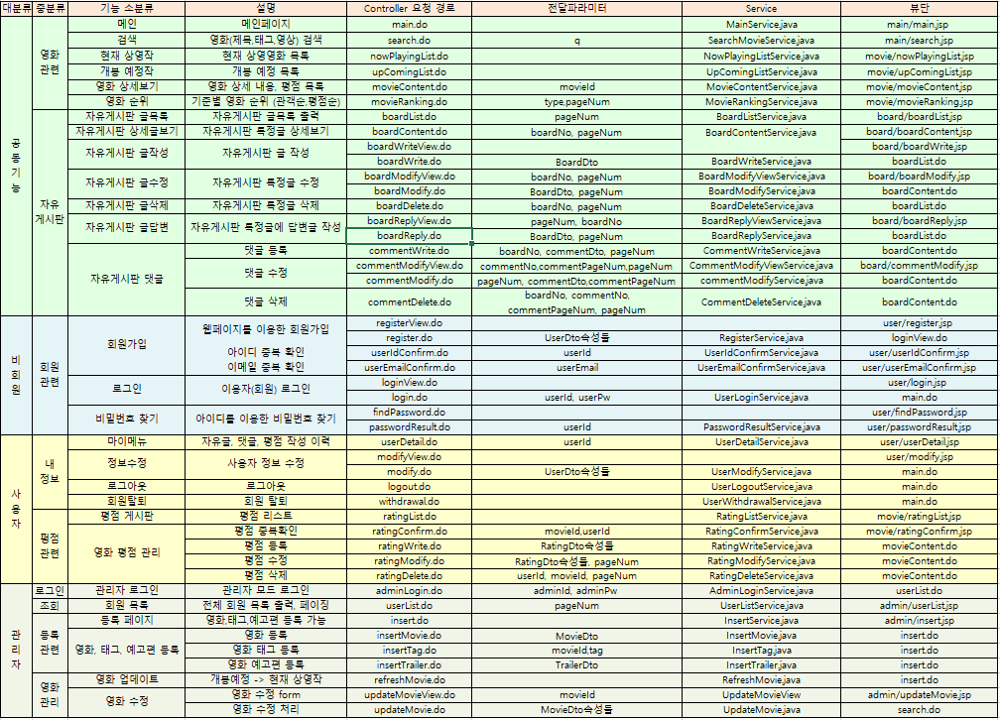 대분류 중분류 기능 소분류 설명 Controller 요청 경로 전달파라미터 Service 뷰단
공통 기능 영화 관련 메인 메인페이지 main.do MainService.java main/main.jsp
검색 영화(제목,태그,영상) 검색 search.do q SearchMovieService.java main/search.jsp
현재 상영작 현재 상영영화 목록 nowPlayingList.do NowPlayingListService.java movie/nowPlayingList.jsp
개봉 예정작 개봉 예정 목록 upComingList.do UpComingListService.java movie/upComingList.jsp
영화 상세보기 영화 상세 내용, 평점 목록 movieContent.do movieId MovieContentService.java movie/movieContent.jsp
영화 순위 기준별 영화 순위 (관객순,평점순) movieRanking.do type,pageNum MovieRankingService.java movie/movieRanking.jsp
자유 게시판 자유게시판 글목록 자유게시판 글목록 출력 boardList.do pageNum BoardListService.java board/boardList.jsp
자유게시판 상세글보기 자유게시판 특정글 상세보기 boardContent.do boardNo, pageNum BoardContentService.java board/boardContent.jsp
자유게시판 글작성 자유게시판 글 작성 boardWriteView.do board/boardWrite.jsp
boardWrite.do BoardDto BoardWriteService.java boardList.do
자유게시판 글수정 자유게시판 특정글 수정 boardModifyView.do boardNo, pageNum BoardModifyViewService.java board/boardModify.jsp
boardModify.do BoardDto, pageNum BoardModifyService.java boardContent.do
자유게시판 글삭제 자유게시판 특정글 삭제 boardDelete.do boardNo, pageNum BoardDeleteService.java boardList.do
자유게시판 글답변 자유게시판 특정글에 답변글 작성 boardReplyView.do pageNum, boardNo BoardReplyViewService.java board/boardReply.jsp
boardReply.do BoardDto, pageNum BoardReplyService.java boardList.do
자유게시판 댓글 댓글 등록 commentWrite.do boardNo, commentDto, pageNum CommentWriteService.java boardContent.do
댓글 수정 commentModifyView.do commentNo,commentPageNum,pageNum CommentModifyViewService.java board/commentModify.jsp
commentModify.do pageNum, commentDto,commentPageNum commentModifyService.java boardContent.do
댓글 삭제 commentDelete.do boardNo, commentNo, commentPageNum, pageNum CommentDeleteService.java boardContent.do
비회원 회원 관련 회원가입 웹페이지를 이용한 회원가입 registerView.do user/register.jsp
register.do UserDto속성들 RegisterService.java loginView.do
아이디 중복 확인 userIdConfirm.do userId UserIdConfirmService.java user/userIdConfirm.jsp
이메일 중복 확인 userEmailConfirm.do userEmail UserEmailConfirmService.java user/userEmailConfirm.jsp
로그인 이용자(회원) 로그인 loginView.do user/login.jsp
login.do userId, userPw UserLoginService.java main.do
비밀번호 찾기 아이디를 이용한 비밀번호 찾기 findPassword.do user/findPassword.jsp
passwordResult.do userId PasswordResultService.java user/passwordResult.jsp
사용자 내 정보 마이메뉴 자유글, 댓글, 평점 작성 이력 userDetail.do userId UserDetailService.java user/userDetail.jsp
정보수정 사용자 정보 수정 modifyView.do user/modify.jsp
modify.do UserDto속성들 UserModifyService.java main.do
로그아웃 로그아웃 logout.do UserLogoutService.java main.do
회원탈퇴 회원 탈퇴 withdrawal.do UserWithdrawalService.java main.do
평점 관련 평점 게시판 평점 리스트 ratingList.do RatingListService.java movie/ratingList.jsp
영화 평점 관리 평점 중복확인 ratingConfirm.do movieId,userId RatingConfirmService.java movie/ratingConfirm.jsp
평점 등록 ratingWrite.do RatingDto속성들 RatingWriteService.java movieContent.do
평점 수정 ratingModify.do RatingDto속성들, pageNum RatingModifyService.java movieContent.do
평점 삭제 ratingDelete.do userId, movieId, pageNum RatingDeleteService.java movieContent.do
관리자 로그인 관리자 로그인 관리자 모드 로그인 adminLogin.do adminId, adminPw AdminLoginService.java userList.do
조회 회원 목록 전체 회원 목록 출력, 페이징 userList.do pageNum UserListService.java admin/userList.jsp
등록 관련 등록 페이지 영화,태그,예고편 등록 가능 insert.do InsertService.java admin/insert.jsp
영화, 태그, 예고편 등록 영화 등록 insertMovie.do MovieDto InsertMovie.java insert.do
영화 태그 등록 insertTag.do movieId,tag InsertTag.java insert.do
영화 예고편 등록 insertTrailer.do TrailerDto InsertTrailer.java insert.do
영화 관리 영화 업데이트 개봉예정 -> 현재 상영작 refreshMovie.do RefreshMovie.java insert.do
영화 수정 영화 수정 form updateMovieView.do movieId UpdateMovieView admin/updateMovie.jsp
영화 수정 처리 updateMovie.do MovieDto속성들 UpdateMovie.java search.do